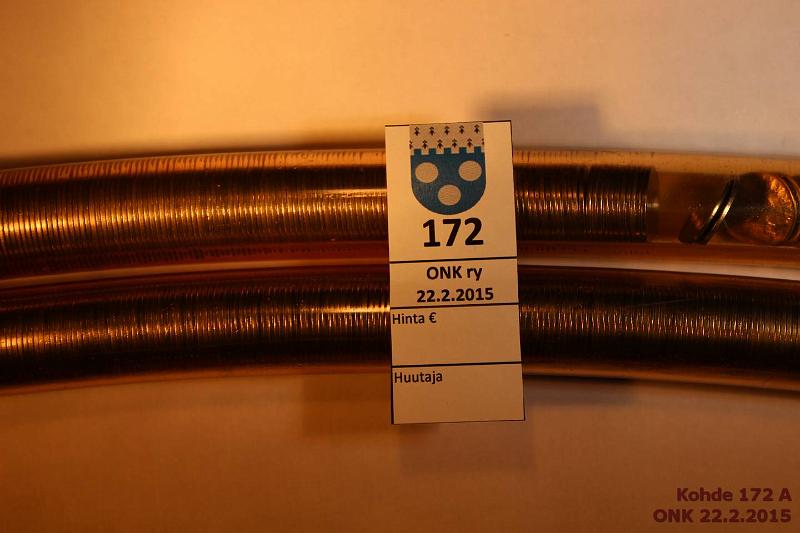 172
ONK ry
22.2.2015
Hinta €
Huutaja
Kohde 172 A
ONK 22.2.2015